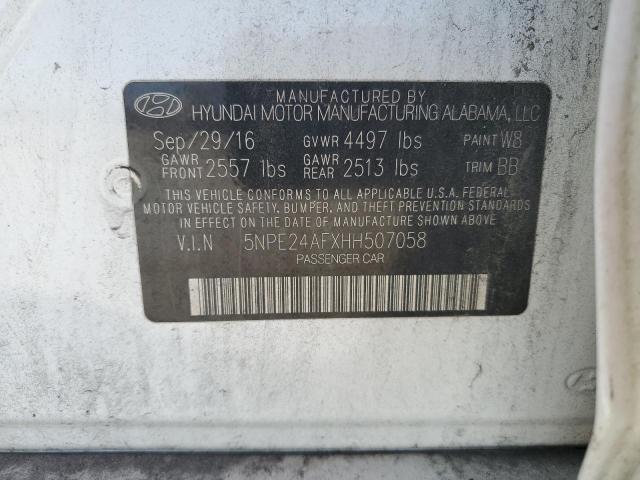 MANUFACTURED BY
HYUNDAI MOTOR MANUFACTURING ALABAMA, LLC
Sep/29/16 GVWR 4497 lbs PAINT W8
GAWR FRONT 2557 lbs GAWR REAR 2513 lbs TRIM BB
THIS VEHICLE CONFORMS TO ALL APPLICABLE U.S.A. FEDERAL
MOTOR VEHICLE SAFETY, BUMPER, AND THEFT PREVENTION STANDARDS
IN EFFECT ON THE DATE OF MANUFACTURE SHOWN ABOVE.
V.I.N 5NPE24AFXHH507058
PASSENGER CAR